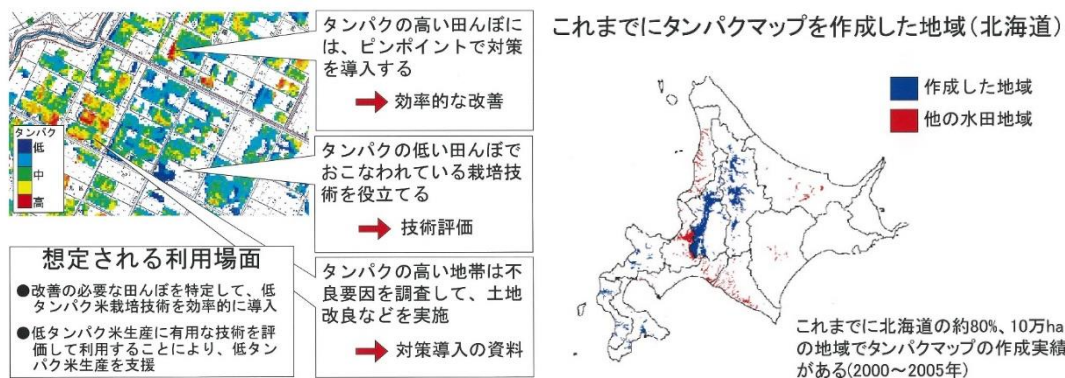 タンパクの高い田んぼに
は、ピンポイントで対策
を導入する
効率的な改善
タンパク
低
中
高
タンパクの低い田んぼで
おこなわれている栽培技
術を役立てる
技術評価
想定される利用場面
●改善の必要な田んぼを特定して、低
タンパク米栽培技術を効率的に導入
●低タンパク米生産に有用な技術を評
価して利用することにより、低タン
パク米生産を支援
タンパクの高い地帯は不
良要因を調査して、土地
改良などを実施
対策導入の資料
これまでにタンパクマップを作成した地域(北海道)
作成した地域
他の水田地域
これまでに北海道の約80%、10万ha
の地域でタンパクマップの作成実績
がある(2000～2005年)